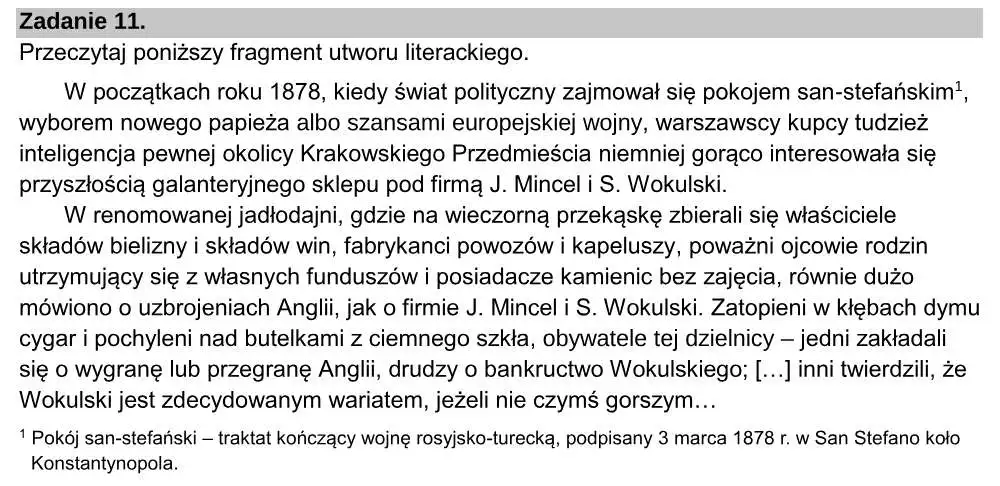 Zadanie 11.
Przeczytaj poniższy fragment utworu literackiego.
W początkach roku 1878, kiedy świat polityczny zajmował się pokojem san-stefańskim¹,
wyborem nowego papieża albo szansami europejskiej wojny, warszawscy kupcy tudzież
inteligencja pewnej okolicy Krakowskiego Przedmieścia niemniej gorąco interesowała się
przyszłością galanteryjnego sklepu pod firmą J. Mincel i S. Wokulski.
W renomowanej jadłodajni, gdzie na wieczorną przekąskę zbierali się właściciele
składów bielizny i składów win, fabrykanci powozów i kapeluszy, poważni ojcowie rodzin
utrzymujący się z własnych funduszów i posiadacze kamienic bez zajęcia, równie dużo
mówiono o uzbrojeniach Anglii, jak o firmie J. Mincel i S. Wokulski. Zatopieni w kłębach dymu
cygar i pochyleni nad butelkami z ciemnego szkła, obywatele tej dzielnicy – jedni zakładali
się o wygranę lub przegranę Anglii, drudzy o bankructwo Wokulskiego; […] inni twierdzili, że
Wokulski jest zdecydowanym wariatem, jeżeli nie czymś gorszym…
¹ Pokój san-stefański – traktat kończący wojnę rosyjsko-turecką, podpisany 3 marca 1878 r. w San Stefano koło
Konstantynopola.